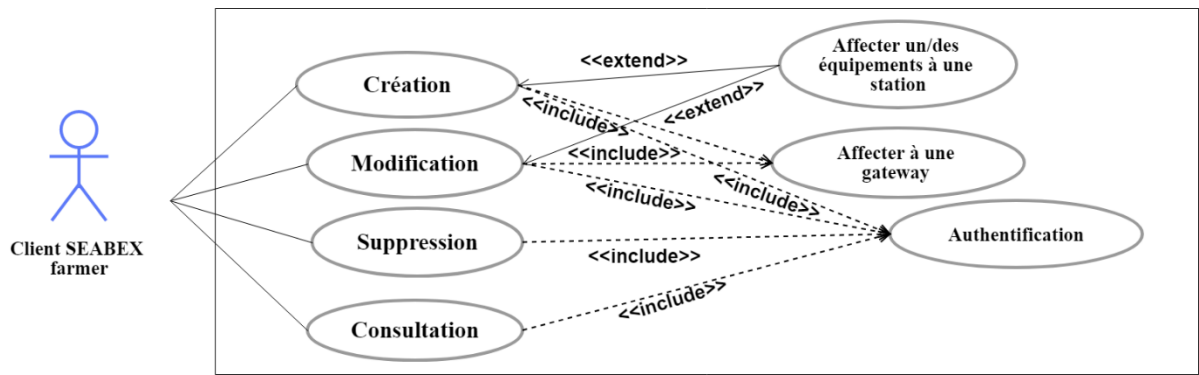 Affecter un/des
équipements à une
station
<<extend>>
Création
<<include>>
<<extend>>
Modification
<<include>>
Affecter à une
gateway
<<include>>
<<include>>
Client SEABEX
farmer
Suppression
<<include>>
Authentification
Consultation
<<include>>